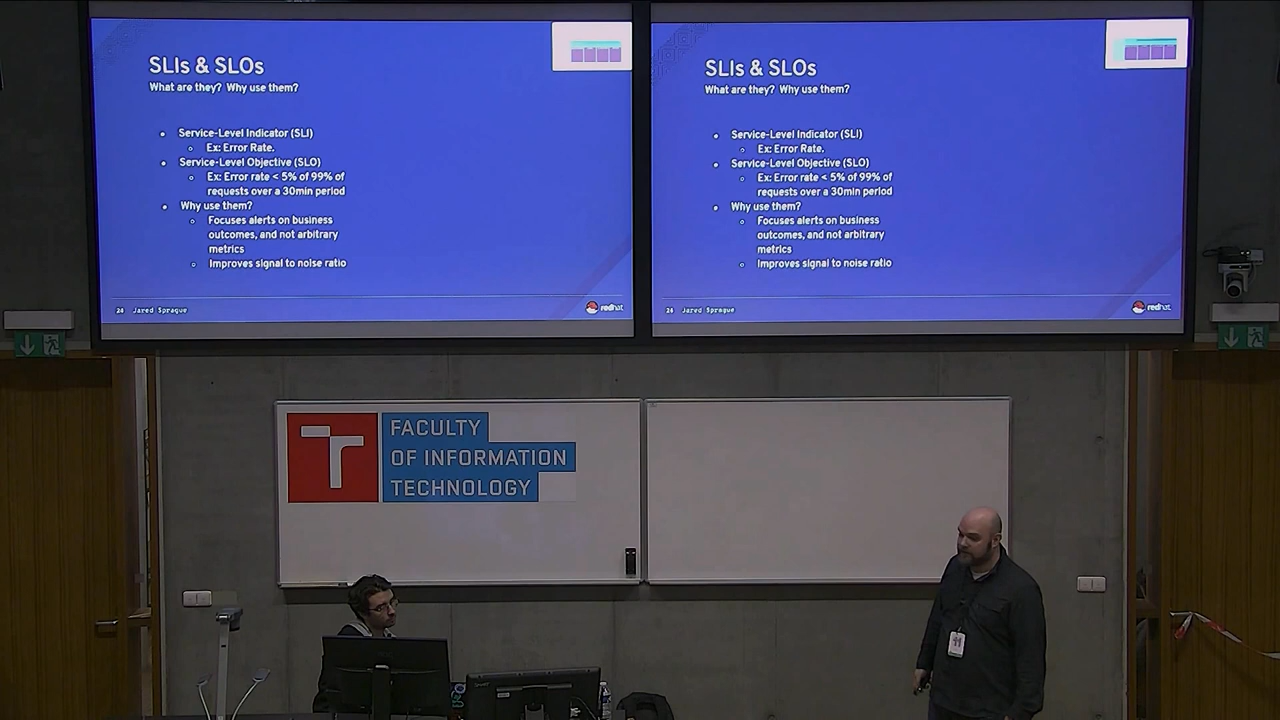 SLIs & SLOs
What are they? Why use them?
Service-Level Indicator (SLI)
Ex: Error Rate.
Service-Level Objective (SLO)
Ex: Error rate < 5% of 99% of
requests over a 30min period
Why use them?
Focuses alerts on business
outcomes, and not arbitrary
metrics
Improves signal to noise ratio
24 Jared Sprague
redhat
SLIs & SLOs
What are they? Why use them?
Service-Level Indicator (SLI)
Ex: Error Rate.
Service-Level Objective (SLO)
Ex: Error rate < 5% of 99% of
requests over a 30min period
Why use them?
Focuses alerts on business
outcomes, and not arbitrary
metrics
Improves signal to noise ratio
24 Jared Sprague
redhat
FACULTY
OF INFORMATION
TECHNOLOGY